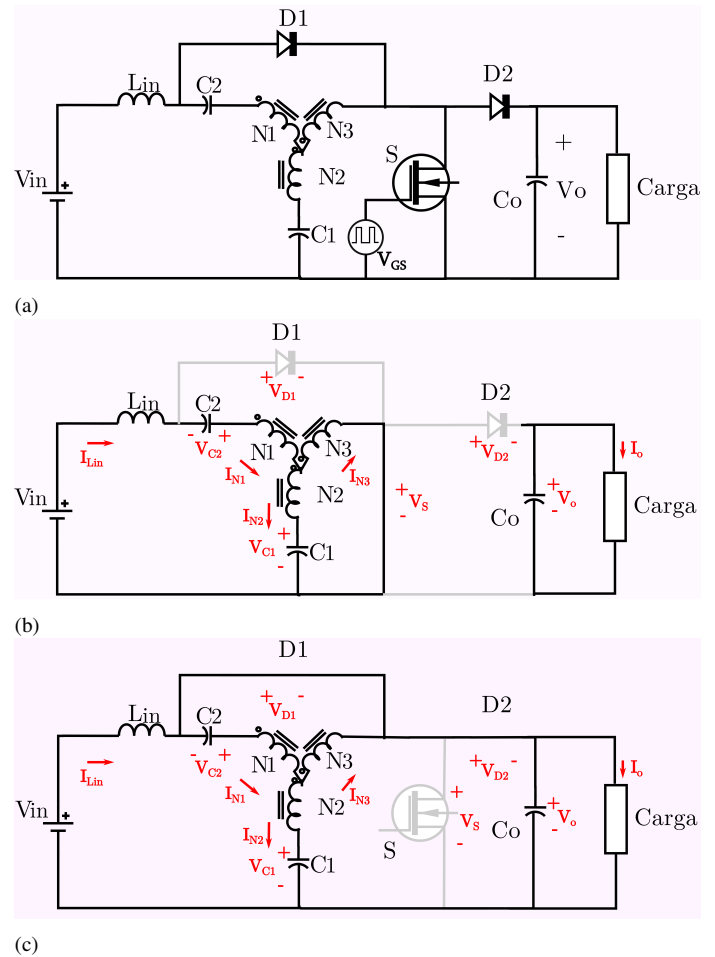 D1
Lin
C2
D2
N1
N3
S
+
Vin
+
N2
Co
Vo
Carga
C1
-
VGS
(a)
D1
+
VD1
-
Lin
C2
D2
-
VC2
+
N1
N3
+
VD2
-
Io
ILin
IN1
IN3
N2
Vin
+
+
VS
-
+
Vo
-
Carga
IN2
Co
+
VC1
-
C1
(b)
D1
+
VD1
-
Lin
C2
D2
-
VC2
+
N1
N3
+
VD2
-
Io
ILin
IN1
IN3
N2
Vin
+
+
VS
-
+
Vo
-
Carga
IN2
Co
+
VC1
-
C1
S
(c)